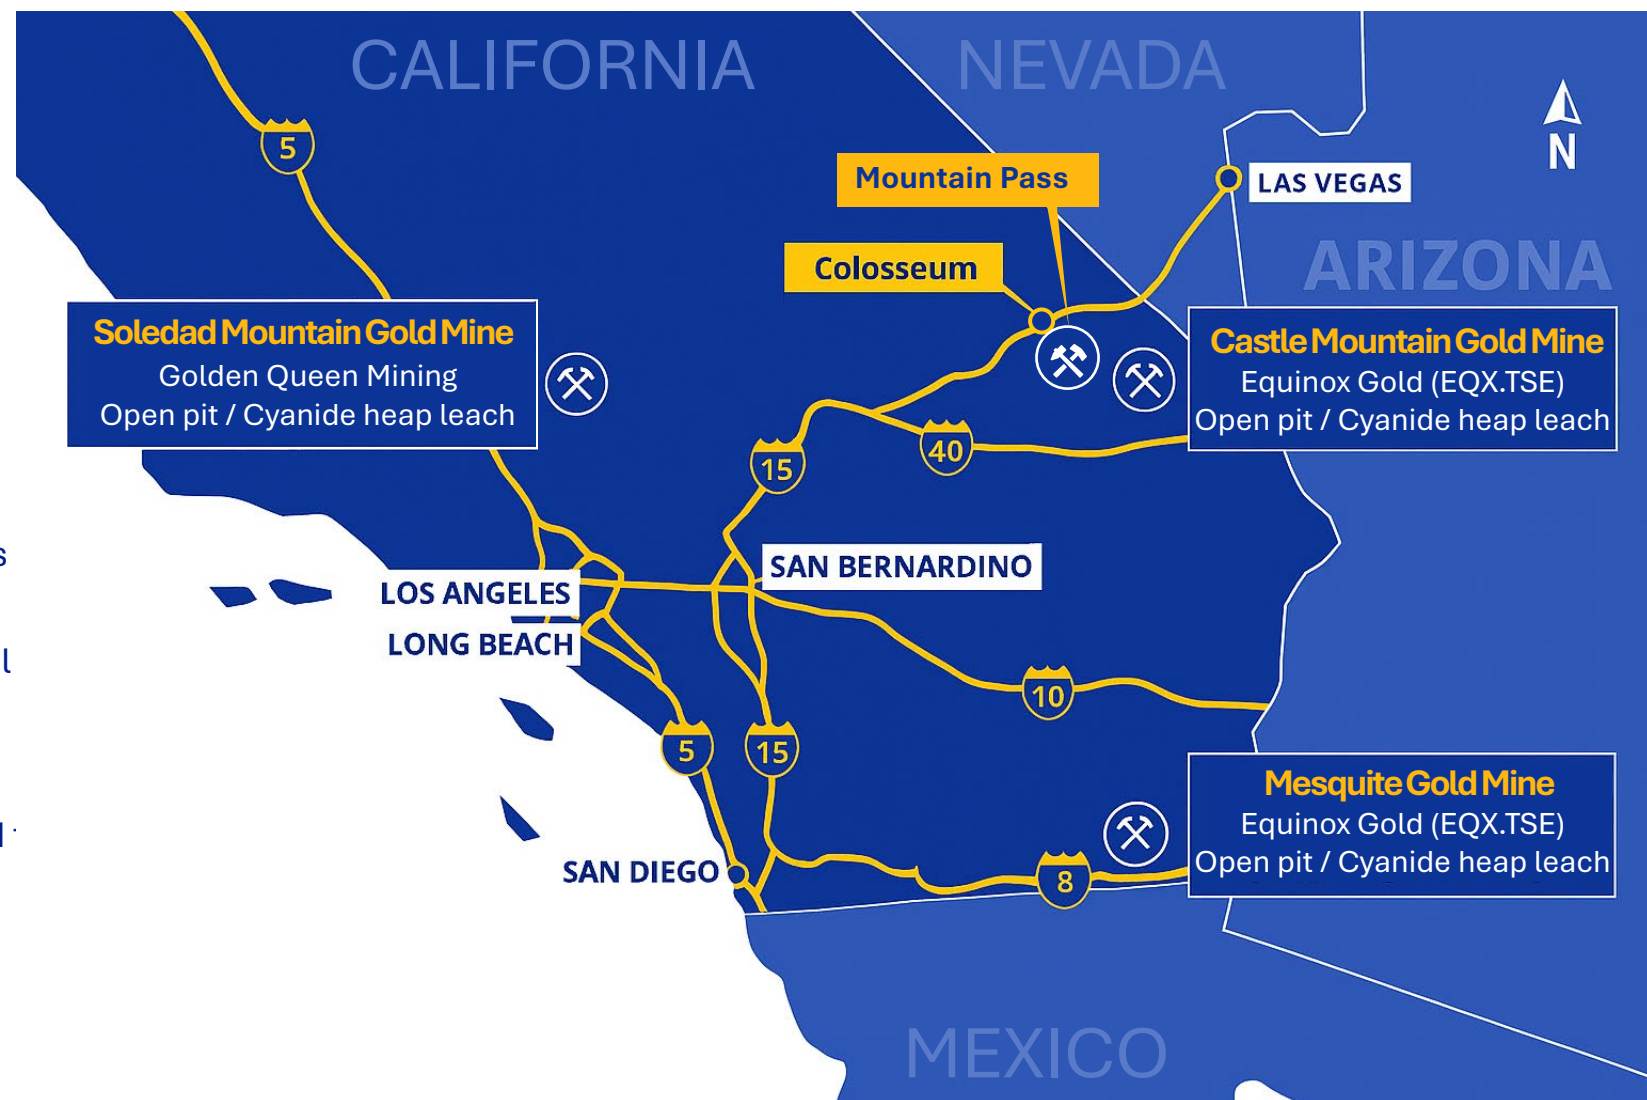 CALIFORNIA
NEVADA
5
N
Mountain Pass
LAS VEGAS
ARIZONA
Colosseum
Soledad Mountain Gold Mine
Golden Queen Mining
Open pit / Cyanide heap leach
Castle Mountain Gold Mine
Equinox Gold (EQX.TSE)
Open pit / Cyanide heap leach
15
40
s
SAN BERNARDINO
LOS ANGELES
LONG BEACH
l
10
5
15
Mesquite Gold Mine
Equinox Gold (EQX.TSE)
Open pit / Cyanide heap leach
SAN DIEGO
8
MEXICO